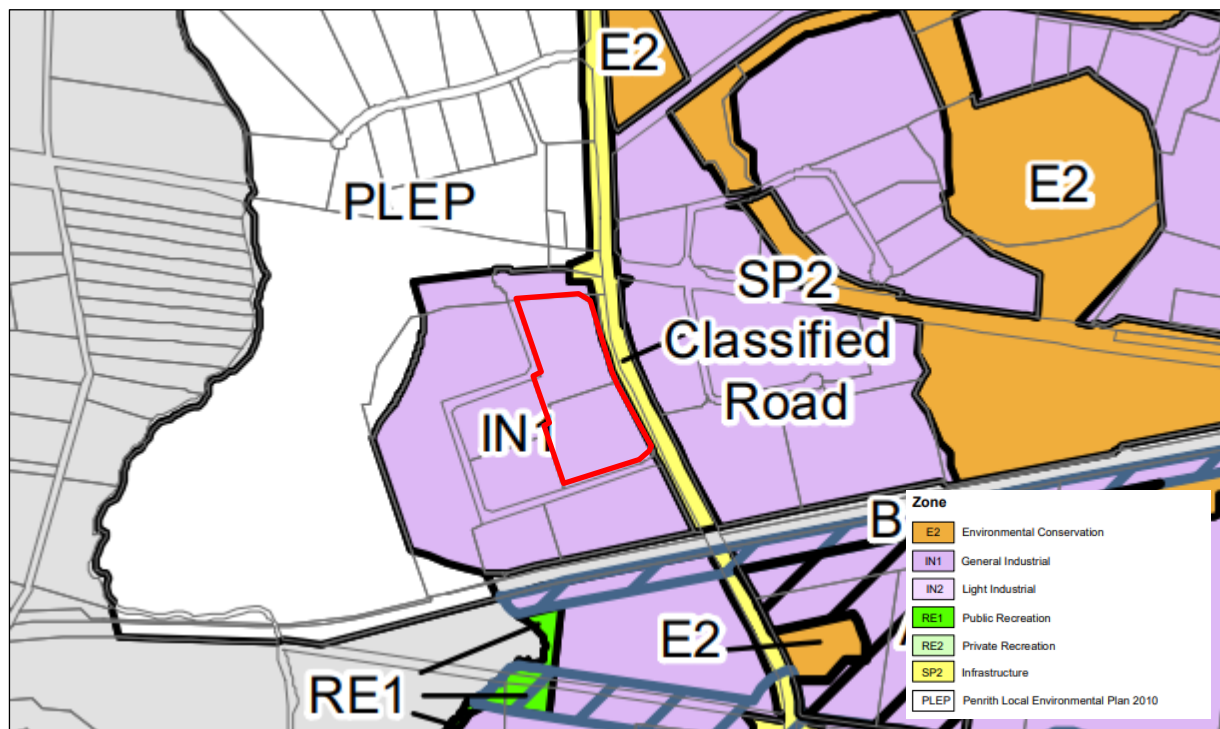 E2
PLEP
E2
SP2
Classified
Road
IN1
B
E2
RE1
Zone
E2 Environmental Conservation
IN1 General Industrial
IN2 Light Industrial
RE1 Public Recreation
RE2 Private Recreation
SP2 Infrastructure
PLEP Penrith Local Environmental Plan 2010